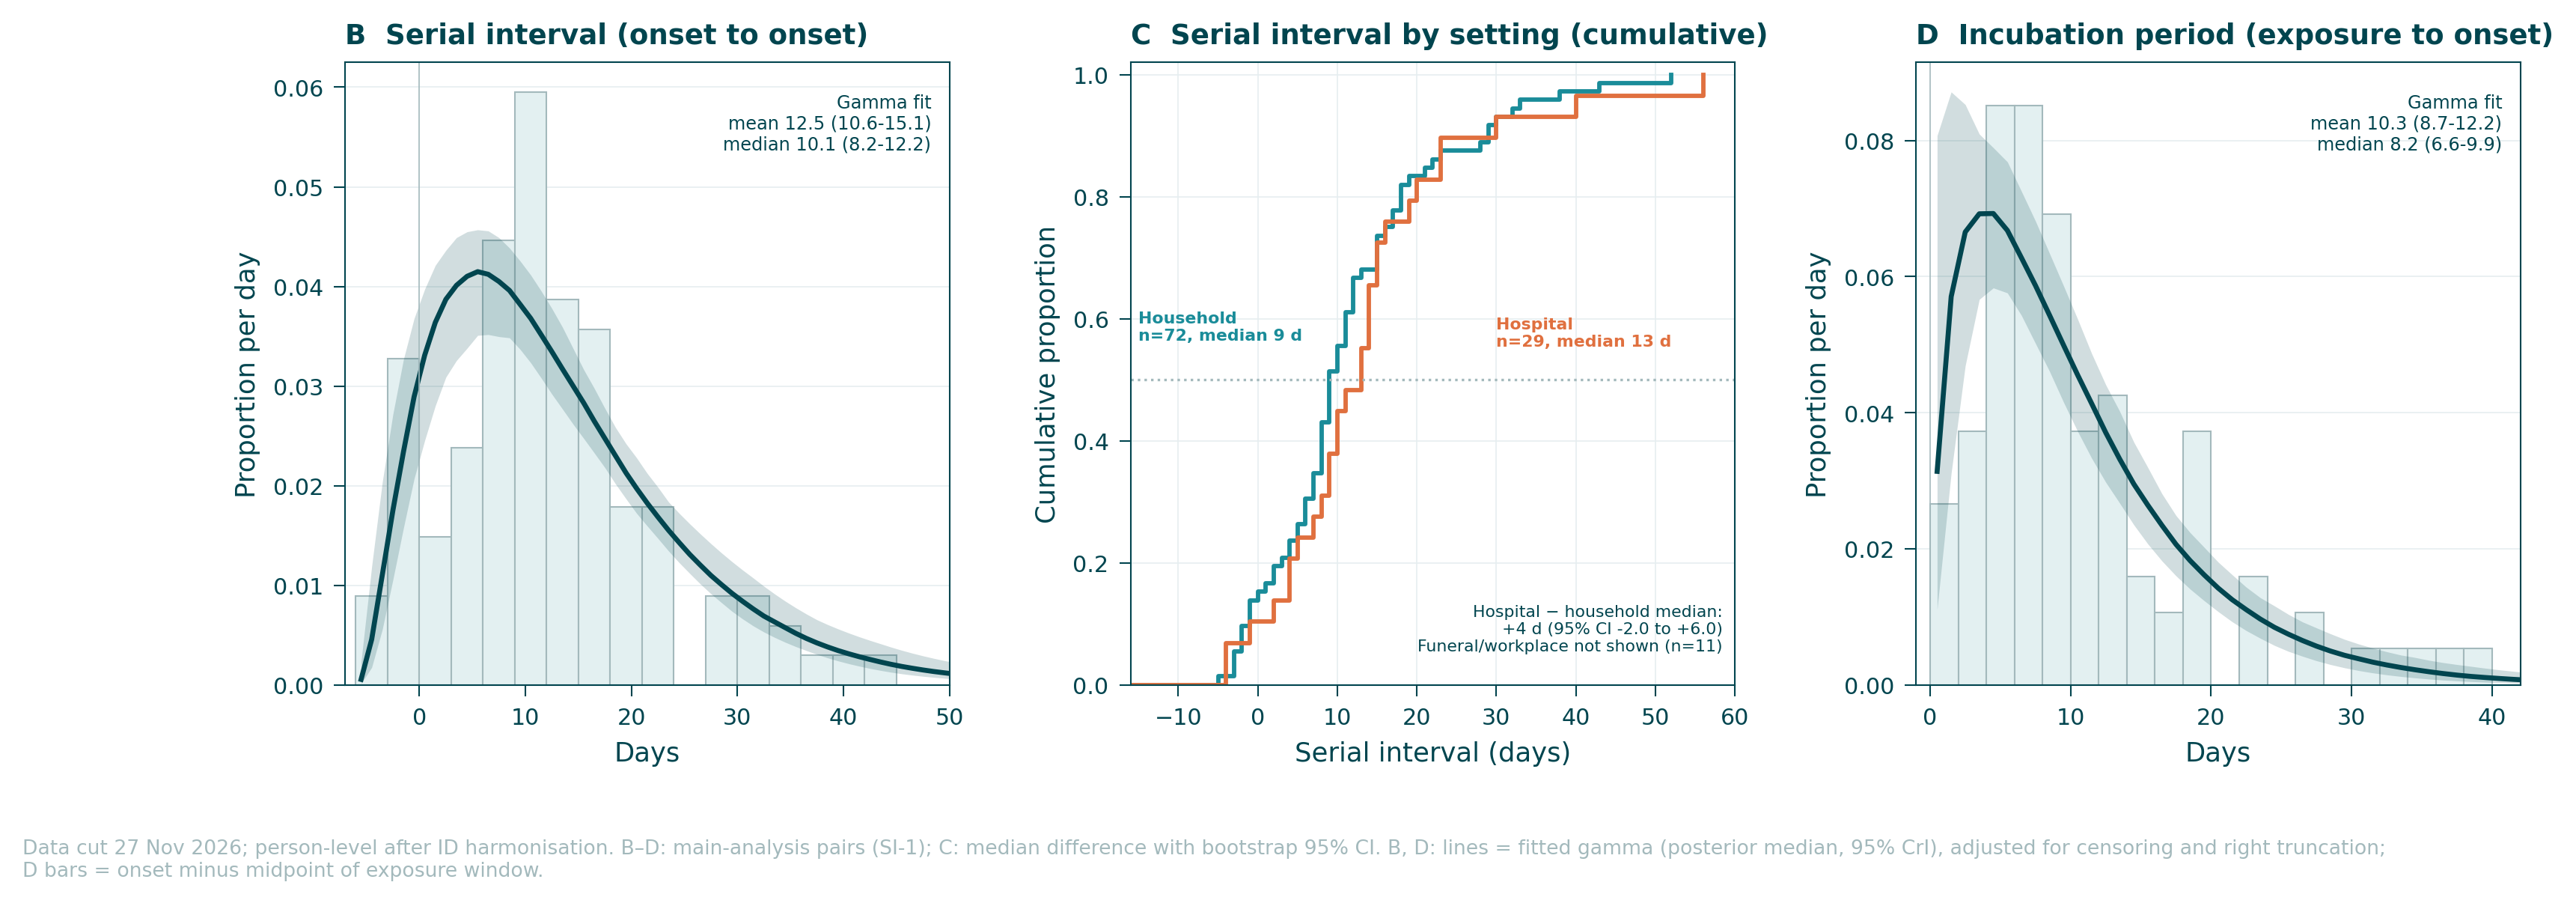 B  Serial interval (onset to onset)
Proportion per day
0.06
0.05
0.04
0.03
0.02
0.01
0.00
Gamma fit
mean 12.5 (10.6-15.1)
median 10.1 (8.2-12.2)
0
10
20
30
40
50
Days
C  Serial interval by setting (cumulative)
Cumulative proportion
1.0
0.8
0.6
0.4
0.2
0.0
Household
n=72, median 9 d
Hospital
n=29, median 13 d
Hospital − household median:
+4 d (95% CI -2.0 to +6.0)
Funeral/workplace not shown (n=11)
−10
0
10
20
30
40
50
60
Serial interval (days)
D  Incubation period (exposure to onset)
Proportion per day
0.08
0.06
0.04
0.02
0.00
Gamma fit
mean 10.3 (8.7-12.2)
median 8.2 (6.6-9.9)
0
10
20
30
40
Days
Data cut 27 Nov 2026; person-level after ID harmonisation. B–D: main-analysis pairs (SI-1); C: median difference with bootstrap 95% CI. B, D: lines = fitted gamma (posterior median, 95% CrI), adjusted for censoring and right truncation;
D bars = onset minus midpoint of exposure window.